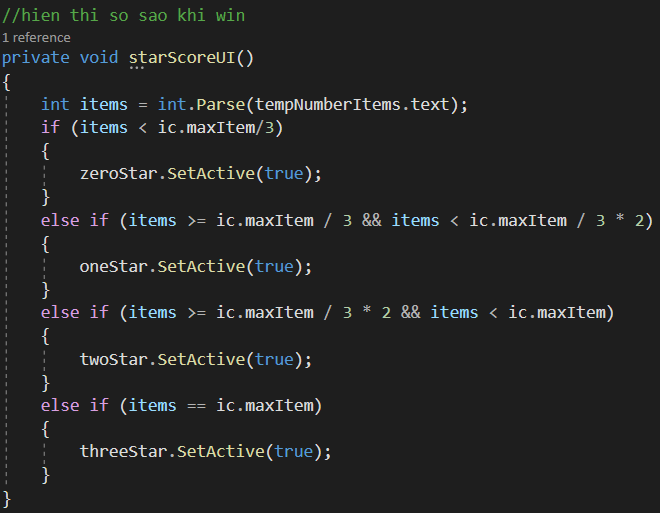 //hien thi so sao khi win
1 reference
private void starScoreUI()
{
    int items = int.Parse(tempNumberItems.text);
    if (items < ic.maxItem/3)
    {
        zeroStar.SetActive(true);
    }
    else if (items >= ic.maxItem / 3 && items < ic.maxItem / 3 * 2)
    {
        oneStar.SetActive(true);
    }
    else if (items >= ic.maxItem / 3 * 2 && items < ic.maxItem)
    {
        twoStar.SetActive(true);
    }
    else if (items == ic.maxItem)
    {
        threeStar.SetActive(true);
    }
}